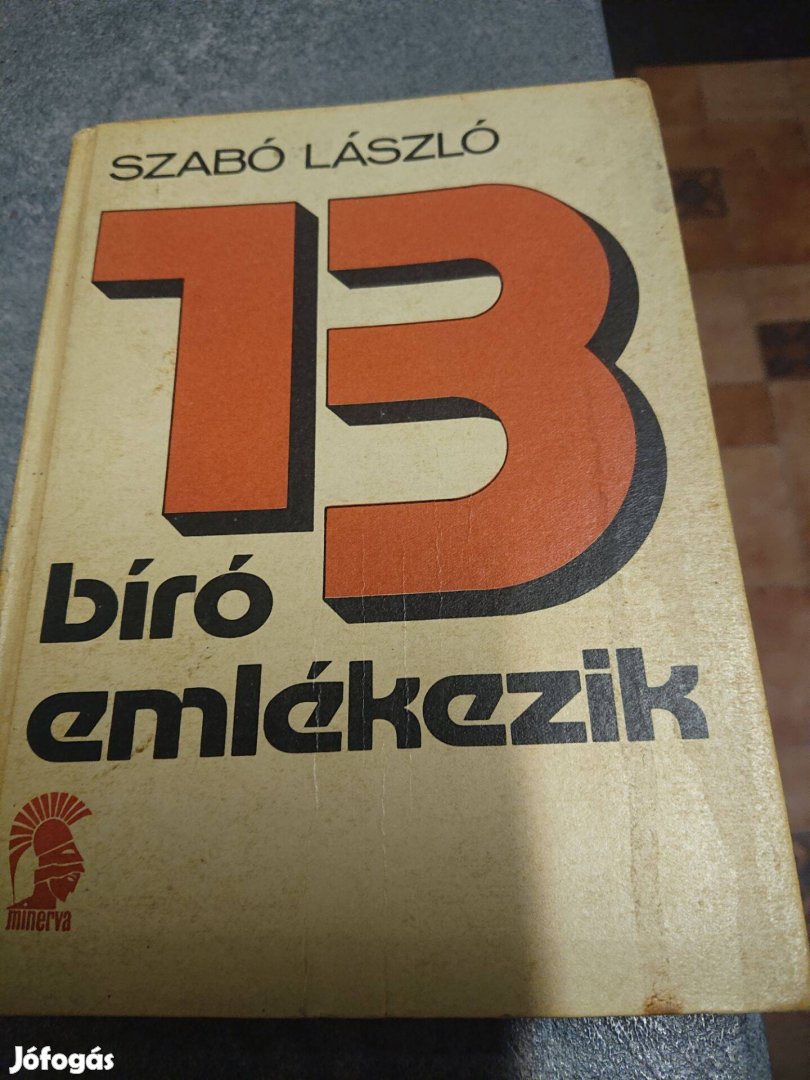 SZABÓ LÁSZLÓ
13
bíró
emlékezik
minerva
Jófogás